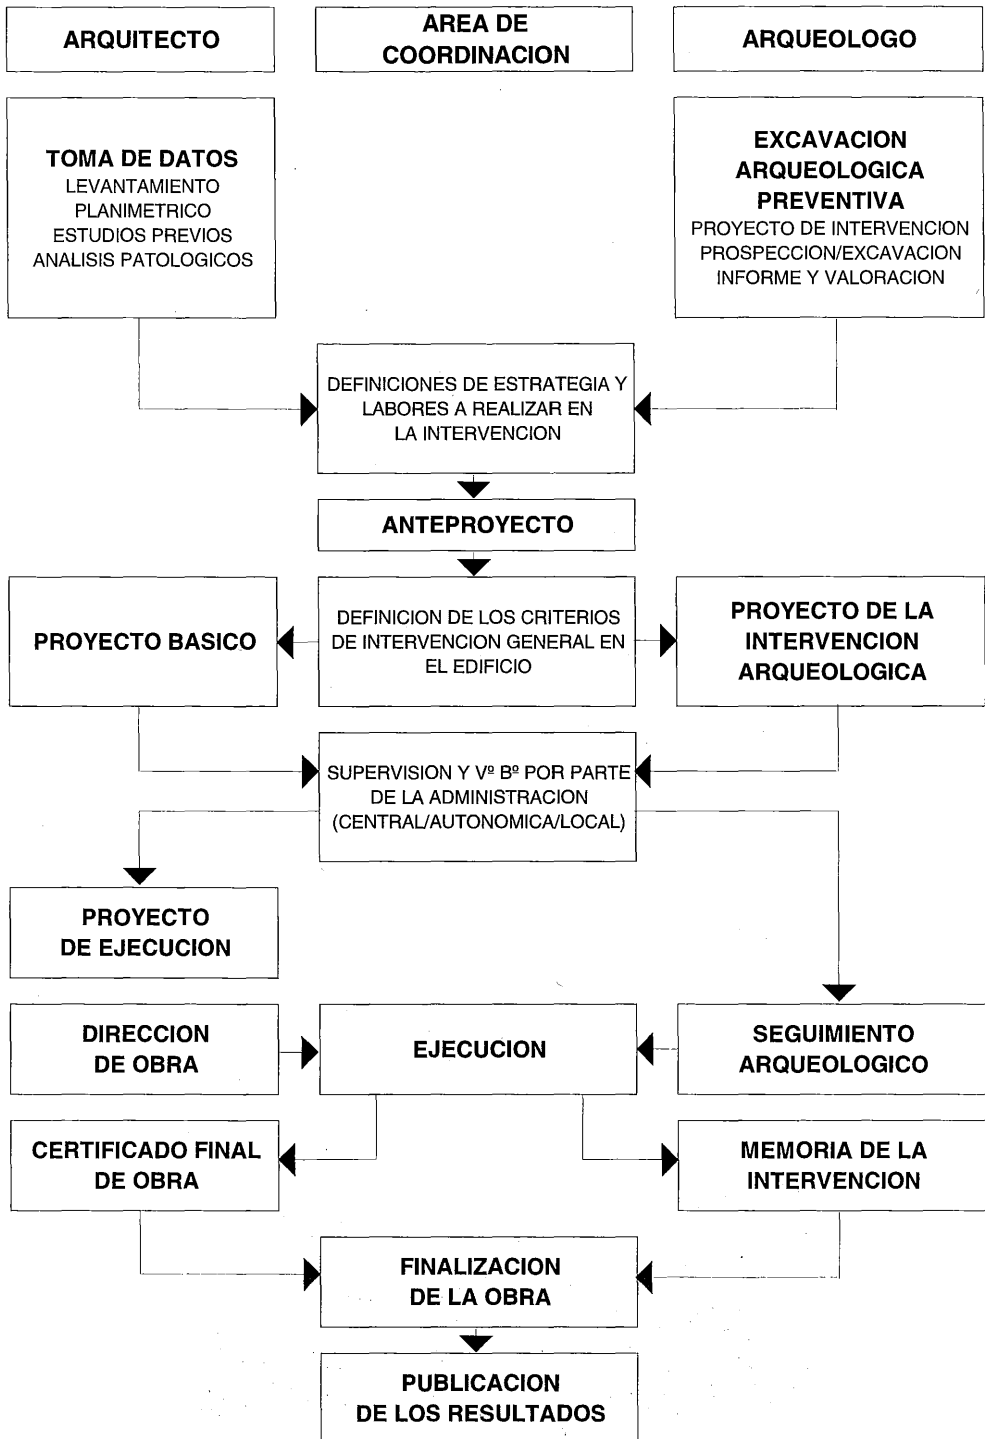 ARQUITECTO
AREA DE
COORDINACION
ARQUEOLOGO
TOMA DE DATOS
LEVANTAMIENTO
PLANIMETRICO
ESTUDIOS PREVIOS
ANALISIS PATOLOGICOS
EXCAVACION
ARQUEOLOGICA
PREVENTIVA
PROYECTO DE INTERVENCION
PROSPECCION/EXCAVACION
INFORME Y VALORACION
DEFINICIONES DE ESTRATEGIA Y
LABORES A REALIZAR EN
LA INTERVENCION
ANTEPROYECTO
PROYECTO BASICO
DEFINICION DE LOS CRITERIOS
DE INTERVENCION GENERAL EN
EL EDIFICIO
PROYECTO DE LA
INTERVENCION
ARQUEOLOGICA
SUPERVISION Y Vº Bº POR PARTE
DE LA ADMINISTRACION
(CENTRAL/AUTONOMICA/LOCAL)
PROYECTO
DE EJECUCION
DIRECCION
DE OBRA
EJECUCION
SEGUIMIENTO
ARQUEOLOGICO
CERTIFICADO FINAL
DE OBRA
MEMORIA DE LA
INTERVENCION
FINALIZACION
DE LA OBRA
PUBLICACION
DE LOS RESULTADOS